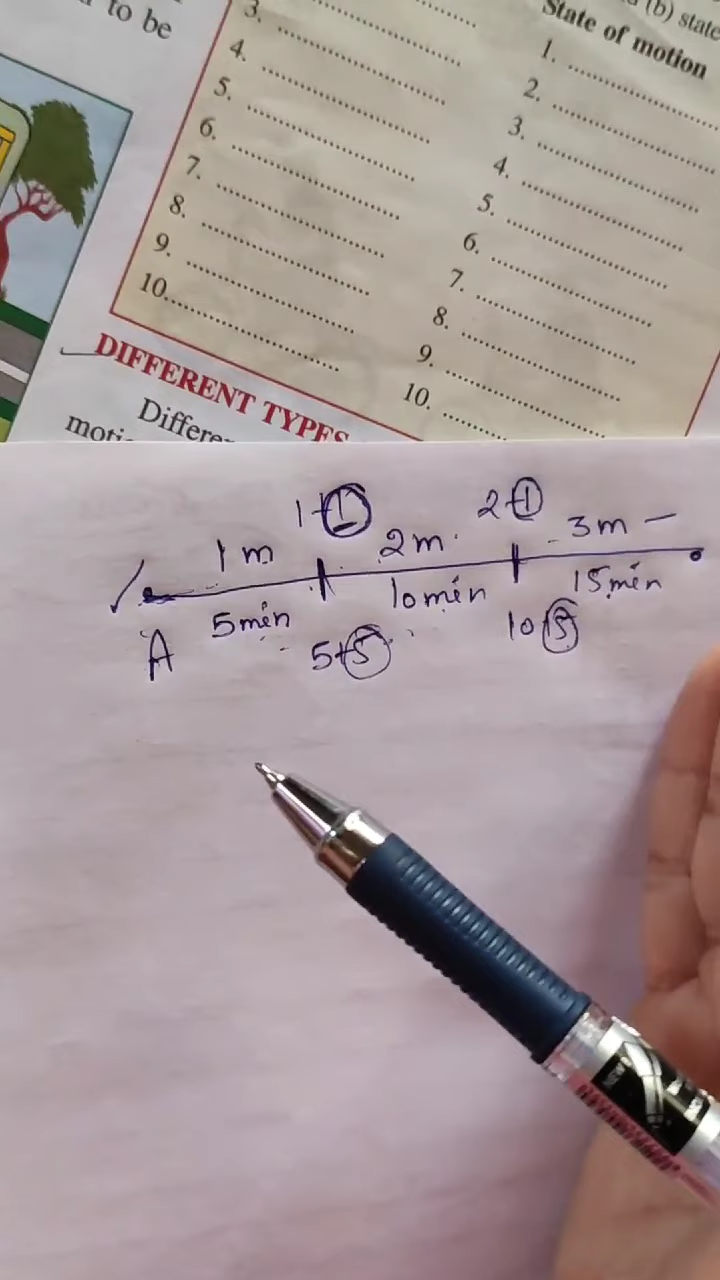 to be
(b) state
State of motion
3. ....................
4. ....................
5. ....................
6. ....................
7. ....................
8. ....................
9. ....................
10. ....................
1. ....................
2. ....................
3. ....................
4. ....................
5. ....................
6. ....................
7. ....................
8. ....................
9. ....................
10. ....................
DIFFERENT TYPES
Differe
moti
1+1 2+1
1m 2m 3m
5min 10min 15min
A 5+5 10+5